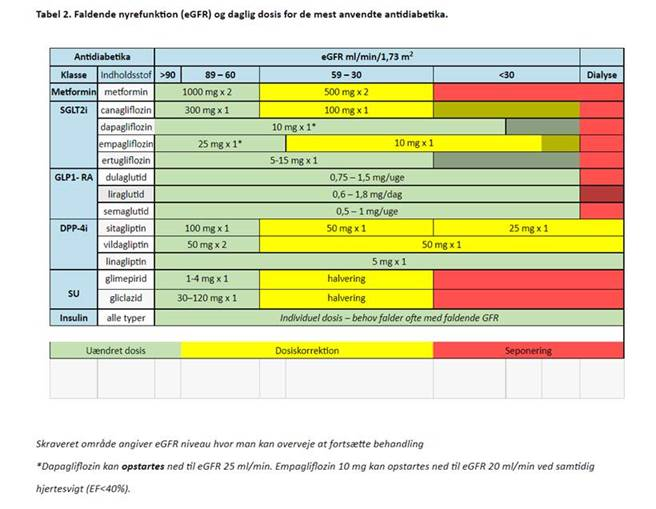 Tabel 2. Faldende nyrefunktion (eGFR) og daglig dosis for de mest anvendte antidiabetika.
Antidiabetika eGFR ml/min/1,73 m²
Klasse Indholdsstof >90 89 – 60 59 – 30 <30 Dialyse
Metformin metformin 1000 mg x 2 500 mg x 2
SGLT2i canagliflozin 300 mg x 1 100 mg x 1
dapagliflozin 10 mg x 1*
empagliflozin 25 mg x 1* 10 mg x 1
ertugliflozin 5-15 mg x 1
GLP1- RA dulaglutid 0,75 – 1,5 mg/uge
liraglutid 0,6 – 1,8 mg/dag
semaglutid 0,5 – 1 mg/uge
DPP-4i sitagliptin 100 mg x 1 50 mg x 1 25 mg x 1
vildagliptin 50 mg x 2 50 mg x 1
linagliptin 5 mg x 1
SU glimepirid 1-4 mg x 1 halvering
gliclazid 30–120 mg x 1 halvering
Insulin alle typer Individuel dosis – behov falder ofte med faldende GFR
Uændret dosis Dosiskorrektion Seponering
Skraveret område angiver eGFR niveau hvor man kan overveje at fortsætte behandling
*Dapagliflozin kan opstartes ned til eGFR 25 ml/min. Empagliflozin 10 mg kan opstartes ned til eGFR 20 ml/min ved samtidig
hjertesvigt (EF<40%).